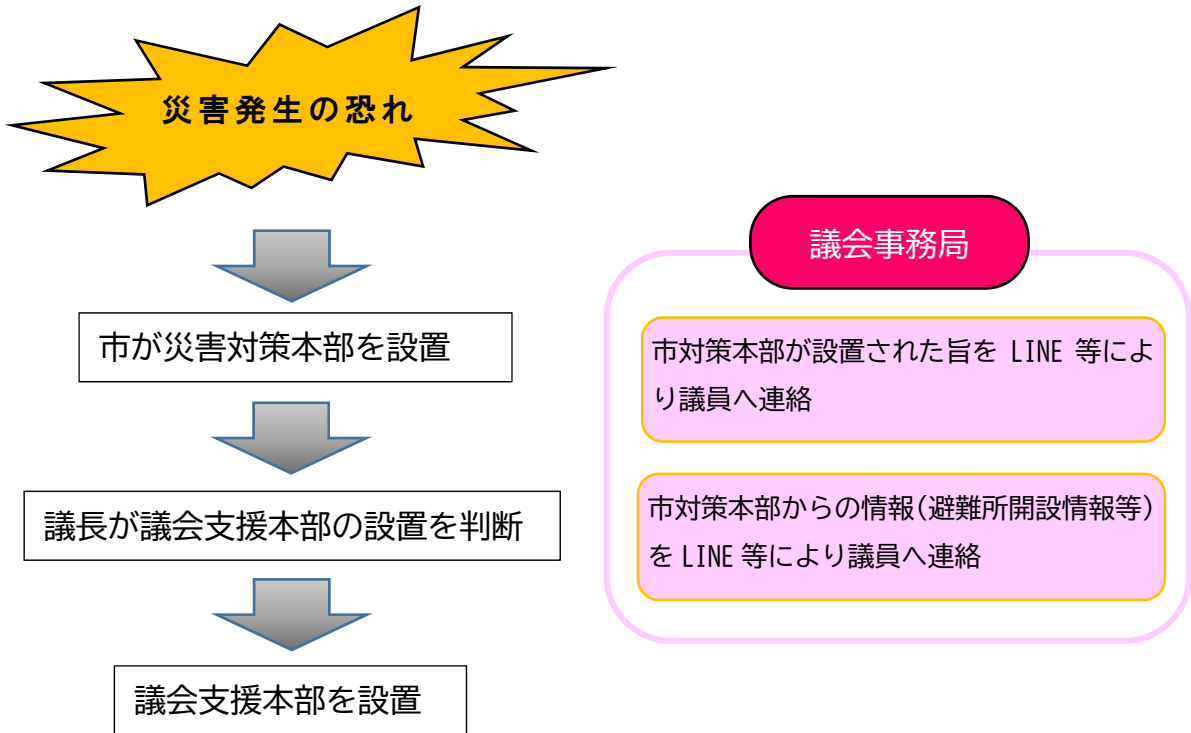 災害発生の恐れ
市が災害対策本部を設置
議長が議会支援本部の設置を判断
議会支援本部を設置
議会事務局
市対策本部が設置された旨を LINE 等によ
り議員へ連絡
市対策本部からの情報(避難所開設情報等)
を LINE 等により議員へ連絡